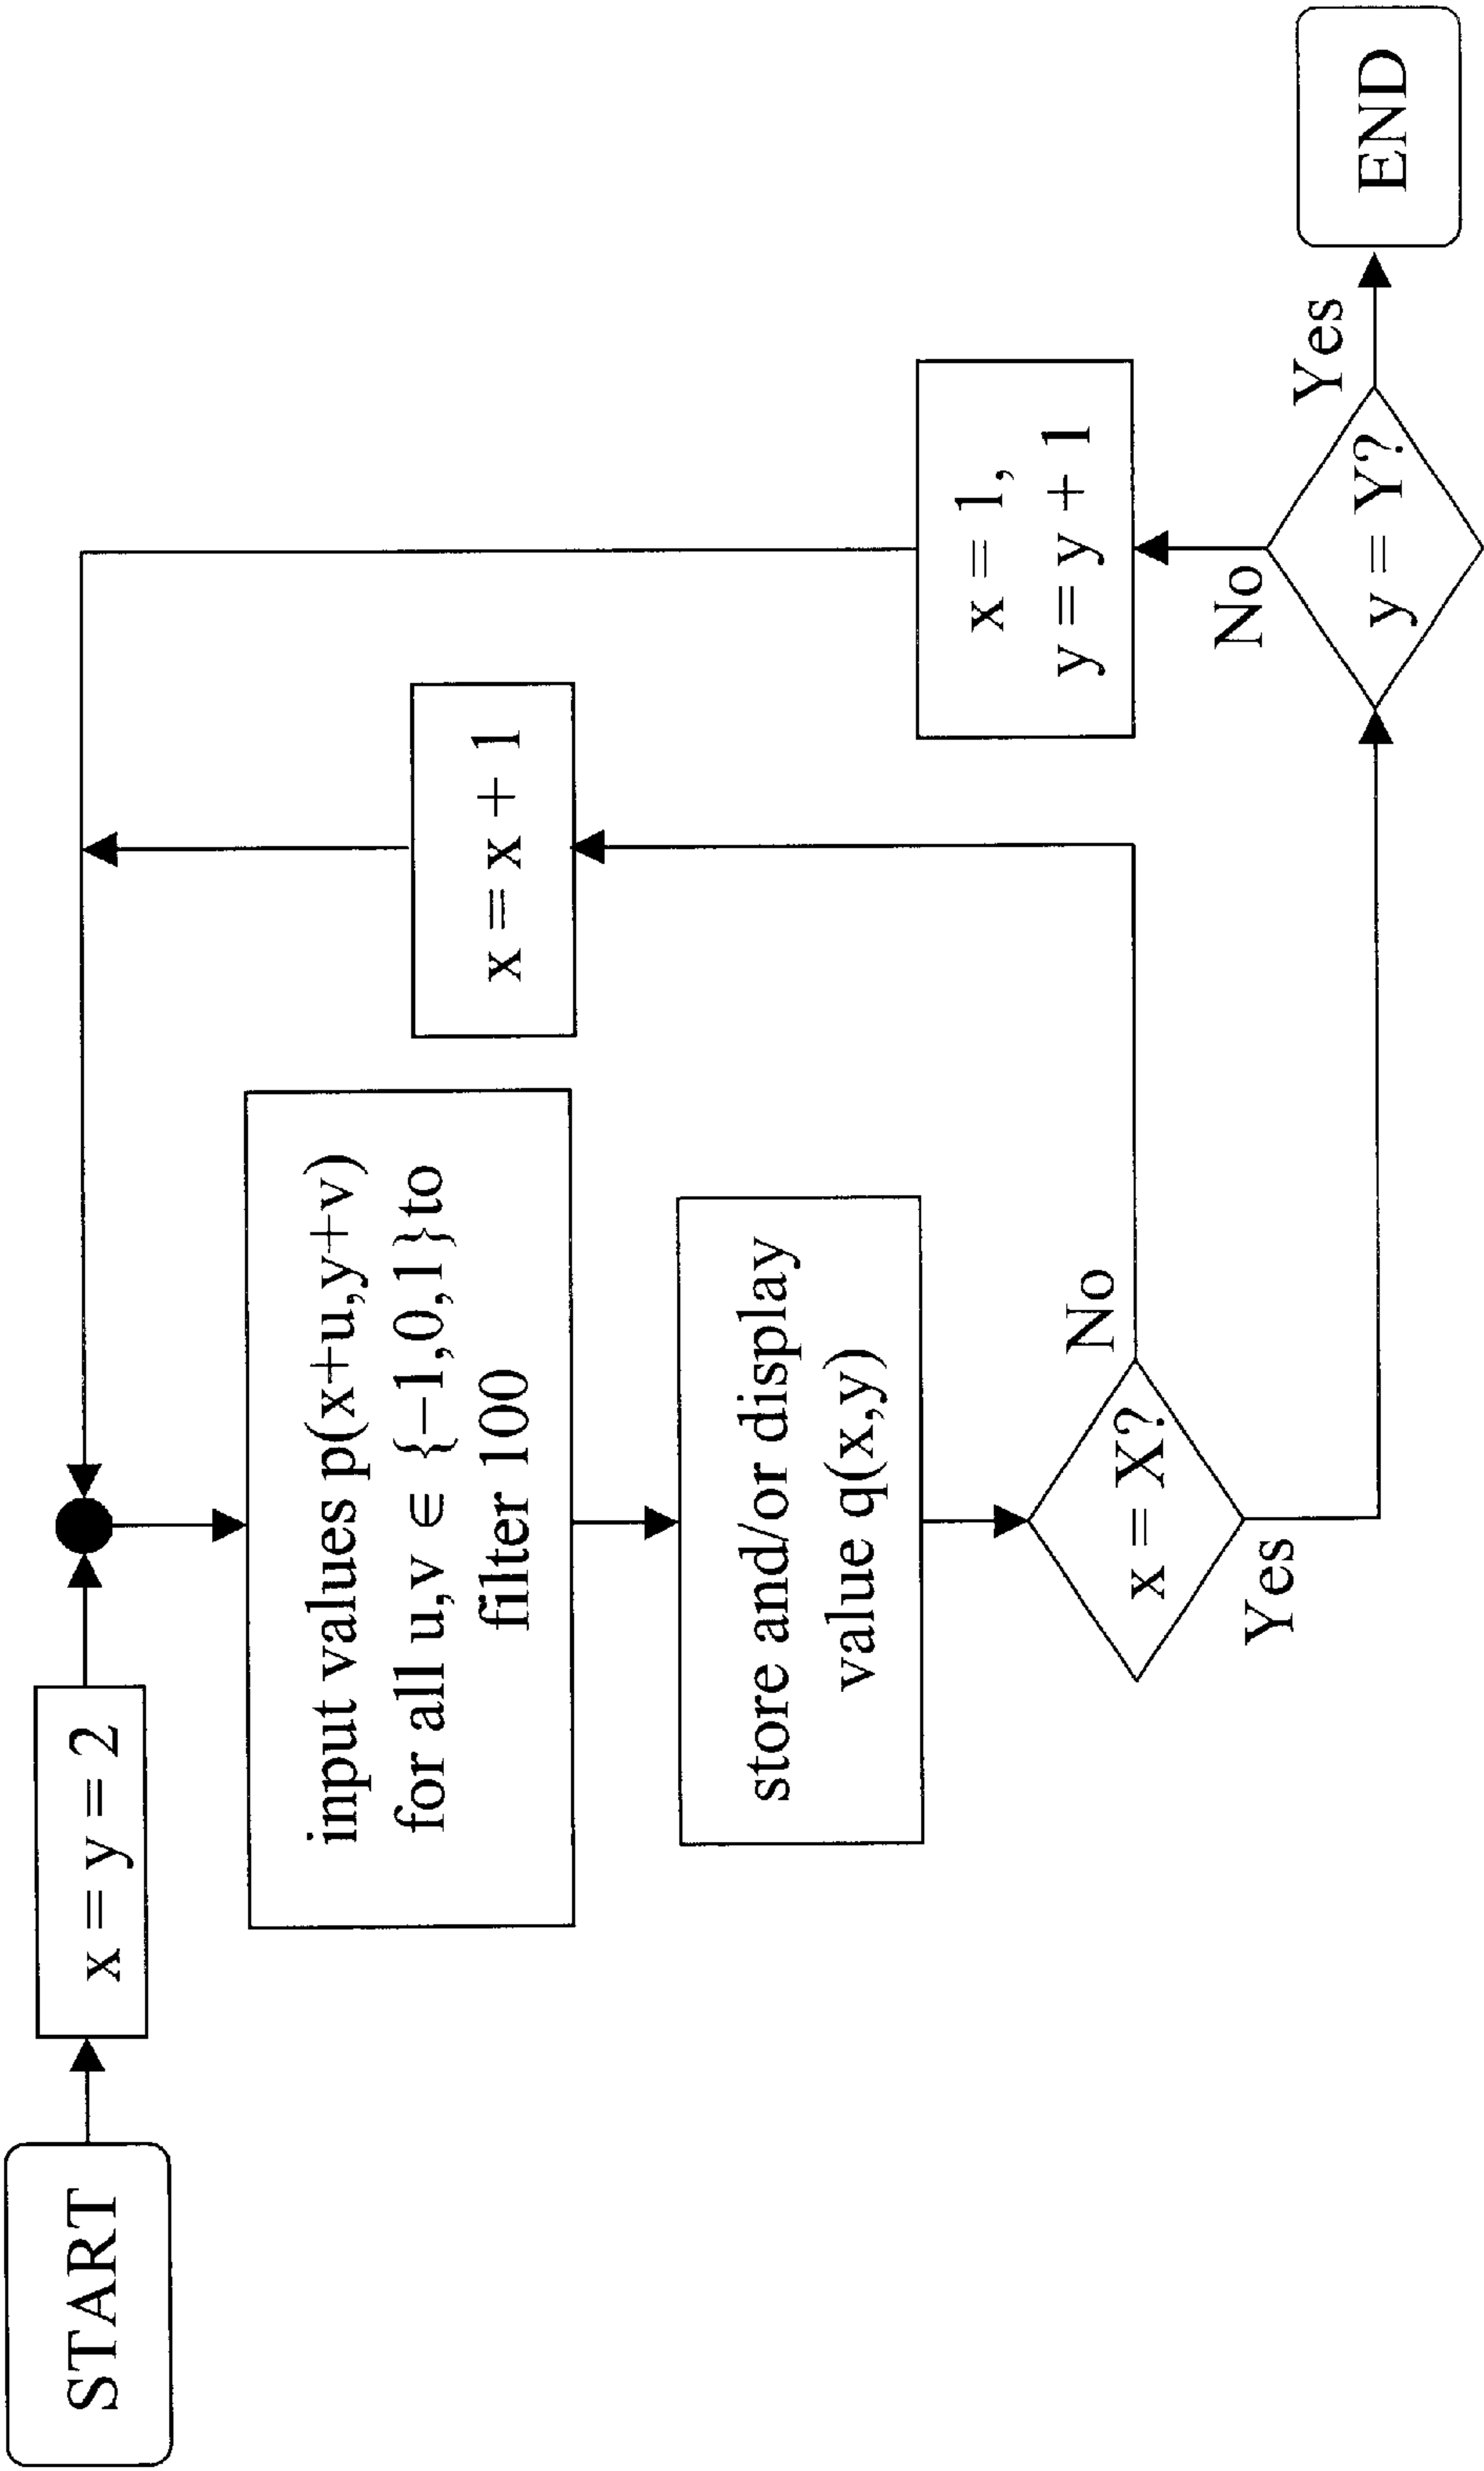 START
x = y = 2
input values p(x+u,y+v)
for all u,v ∈ {−1,0,1}to
filter 100
store and/or display
value q(x,y)
x = X?
No
Yes
x = x + 1
x = 1,
y = y + 1
No
y = Y?
Yes
END